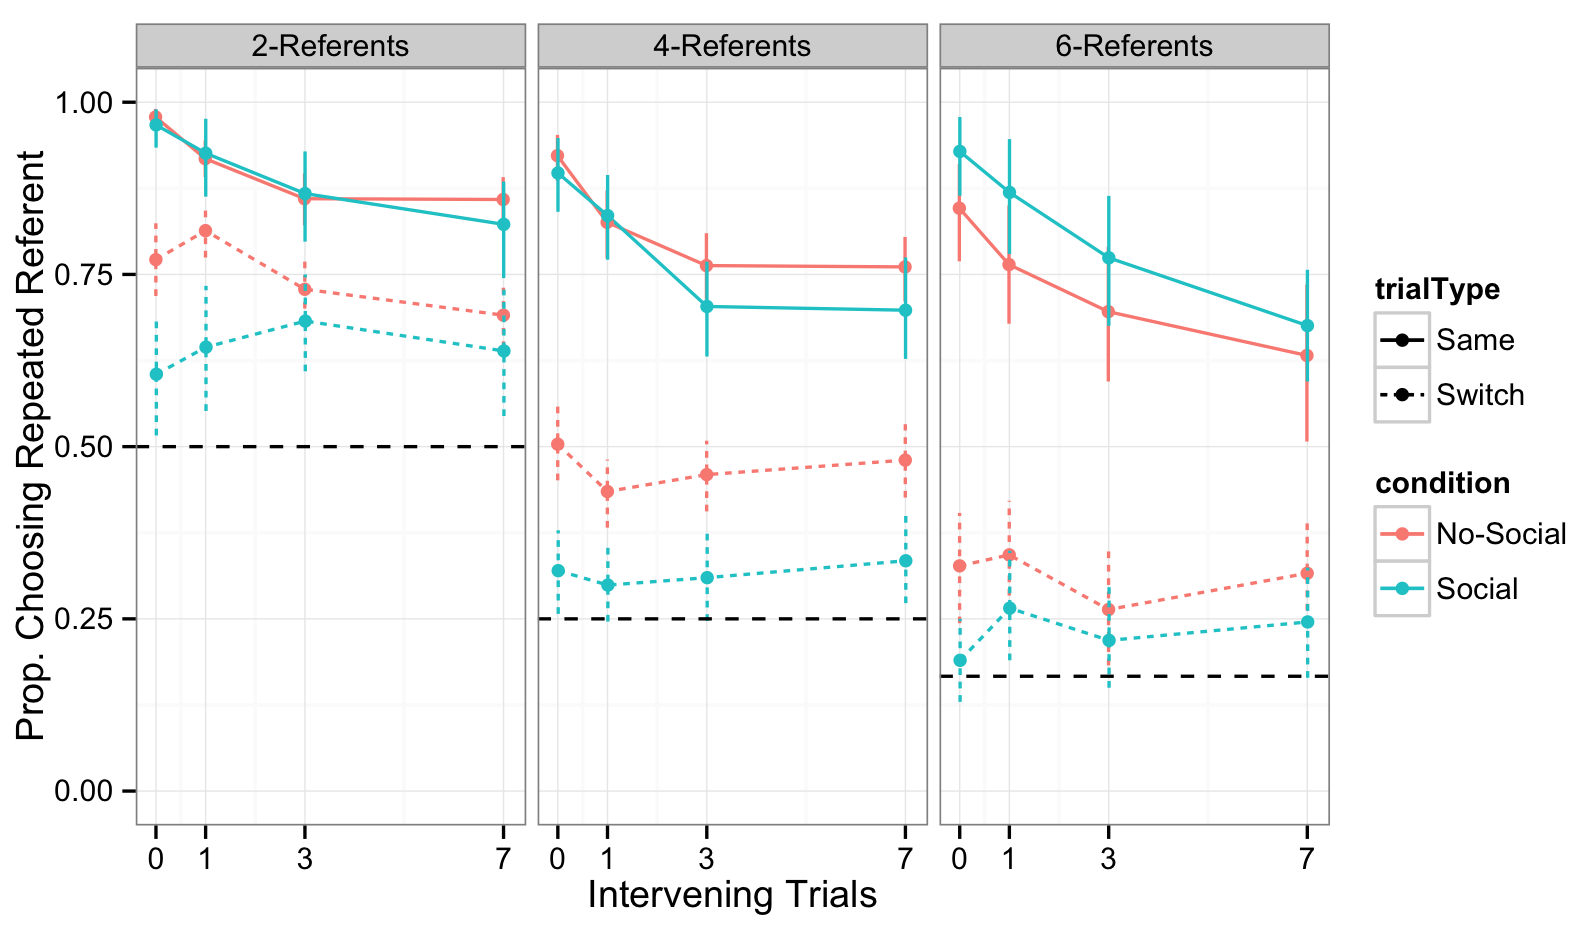 2-Referents
4-Referents
6-Referents
Prop. Choosing Repeated Referent
1.00
0.75
0.50
0.25
0.00
0 1 3 7
0 1 3 7
0 1 3 7
Intervening Trials
trialType
Same
Switch
condition
No-Social
Social